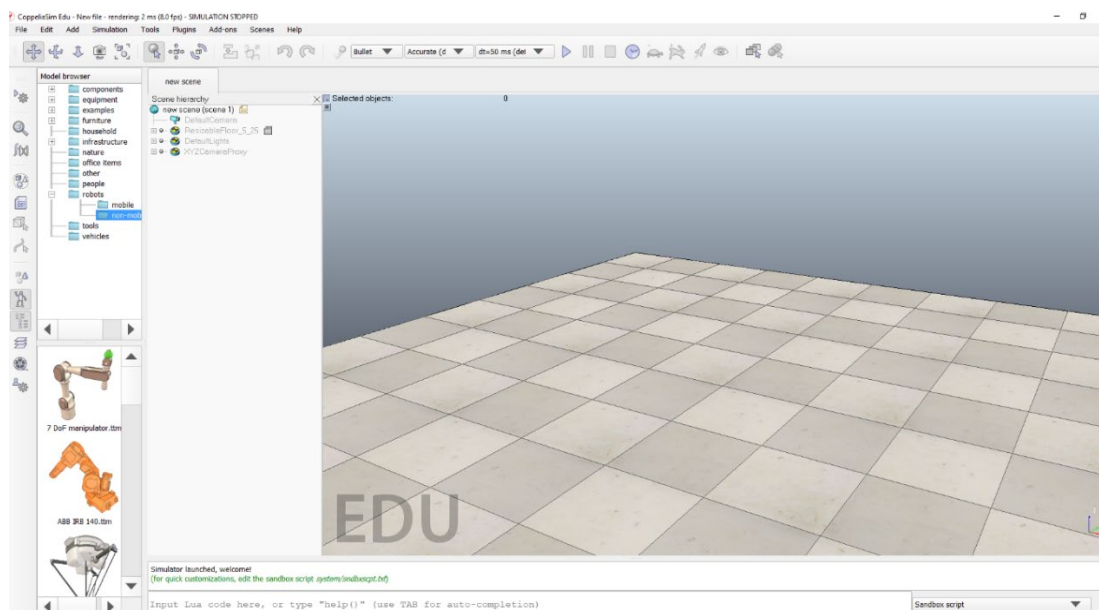 CoppeliaSim Edu - New file - rendering: 2 ms (8.0 fps) - SIMULATION STOPPED
File Edit Add Simulation Tools Plugins Add-ons Scenes Help
Bullet Accurate (d dt=50 ms (del
Model browser
components
equipment
examples
furniture
household
infrastructure
nature
office items
other
people
robots
mobile
non-mob
tools
vehicles
7 DoF manipulator.ttm
ABB IRB 140.ttm
new scene
Scene hierarchy
new scene (scene 1)
DefaultCamera
ResizableFloor_5_25
DefaultLights
XYZCameraProxy
Selected objects: 0
EDU
Simulator launched, welcome!
(for quick customizations, edit the sandbox script system/sndbxscpt.txt)
Input Lua code here, or type "help()" (use TAB for auto-completion)
Sandbox script